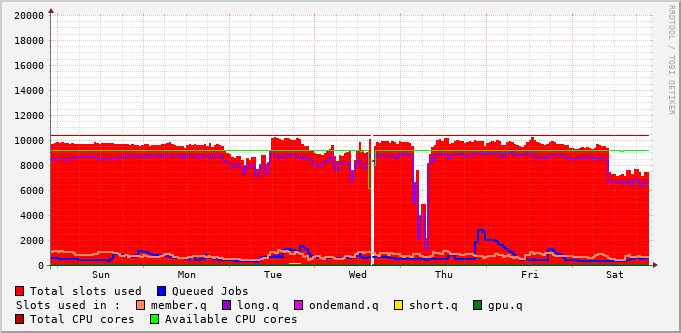 RRDTOOL / TOBI OETIKER
20000
18000
16000
14000
12000
10000
8000
6000
4000
2000
0
Sun Mon Tue Wed Thu Fri Sat
Total slots used Queued Jobs
Slots used in : member.q long.q ondemand.q short.q gpu.q
Total CPU cores Available CPU cores